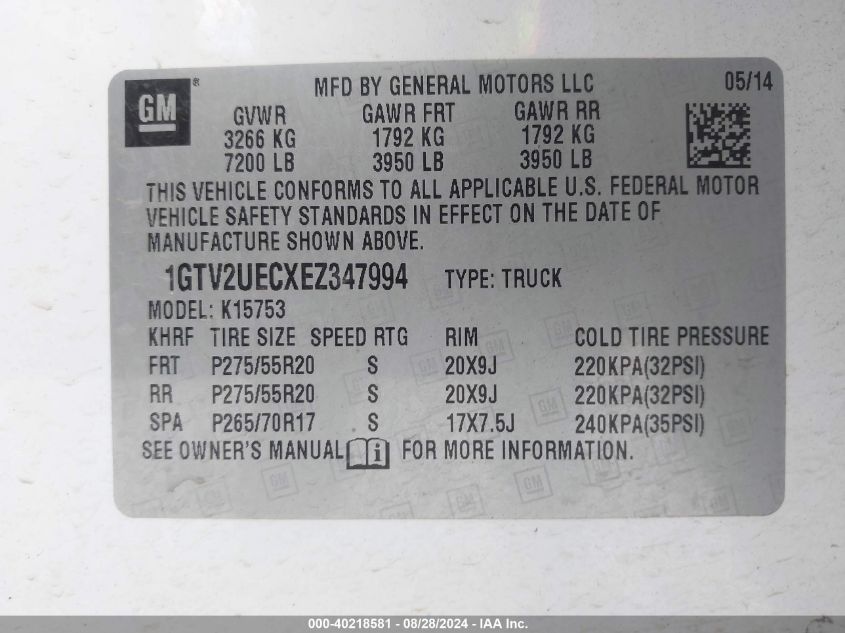 GM ® MFD BY GENERAL MOTORS LLC 05/14
GVWR GAWR FRT GAWR RR
3266 KG 1792 KG 1792 KG
7200 LB 3950 LB 3950 LB
THIS VEHICLE CONFORMS TO ALL APPLICABLE U.S. FEDERAL MOTOR
VEHICLE SAFETY STANDARDS IN EFFECT ON THE DATE OF
MANUFACTURE SHOWN ABOVE.
1GTV2UECXEZ347994 TYPE: TRUCK
MODEL: K15753
KHRF TIRE SIZE SPEED RTG RIM COLD TIRE PRESSURE
FRT P275/55R20 S 20X9J 220KPA(32PSI)
RR P275/55R20 S 20X9J 220KPA(32PSI)
SPA P265/70R17 S 17X7.5J 240KPA(35PSI)
SEE OWNER'S MANUAL i FOR MORE INFORMATION.
000-40218581 - 08/28/2024 - IAA Inc.